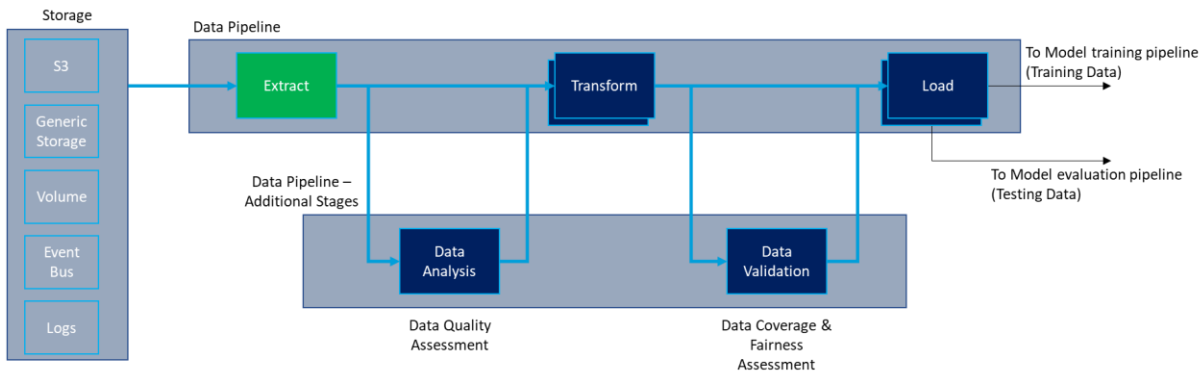 Storage
S3
Generic
Storage
Volume
Event
Bus
Logs
Data Pipeline
Extract
Transform
Load
To Model training pipeline
(Training Data)
To Model evaluation pipeline
(Testing Data)
Data Pipeline –
Additional Stages
Data
Analysis
Data
Validation
Data Quality
Assessment
Data Coverage &
Fairness
Assessment